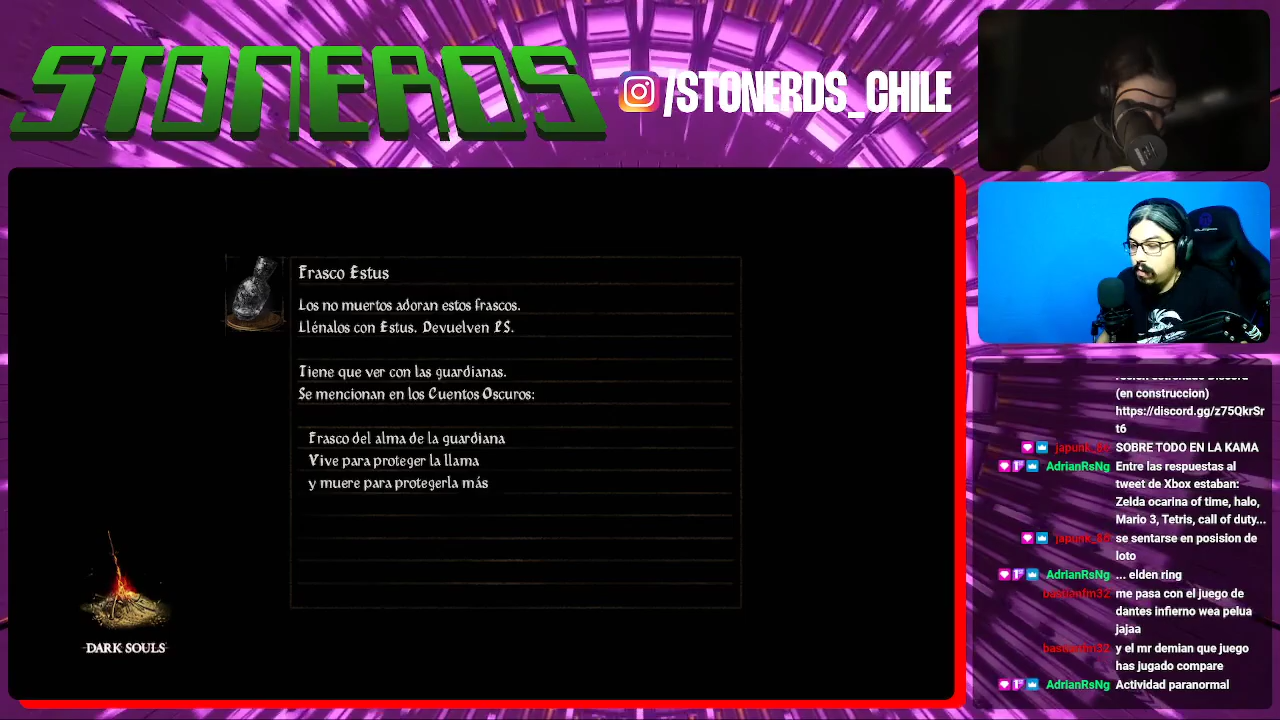 STONERDS
/STONERDS_CHILE
Frasco Estus
Los no muertos adoran estos frascos.
Llénalos con Estus. Devuelven PS.
Tiene que ver con las guardianas.
Se mencionan en los Cuentos Oscuros:
Frasco del alma de la guardiana
Vive para proteger la llama
y muere para protegerla más
DARK SOULS
(en construccion)
https://discord.gg/z75QkrSr
t6
japunk_86 SOBRE TODO EN LA KAMA
AdrianRsNg Entre las respuestas al
tweet de Xbox estaban:
Zelda ocarina of time, halo,
Mario 3, Tetris, call of duty...
se sentarse en posision de
loto
AdrianRsNg ... elden ring
bastianfm32 me pasa con el juego de
dantes infierno wea pelua
jajaa
bastianfm32 y el mr demian que juego
has jugado compare
AdrianRsNg Actividad paranormal